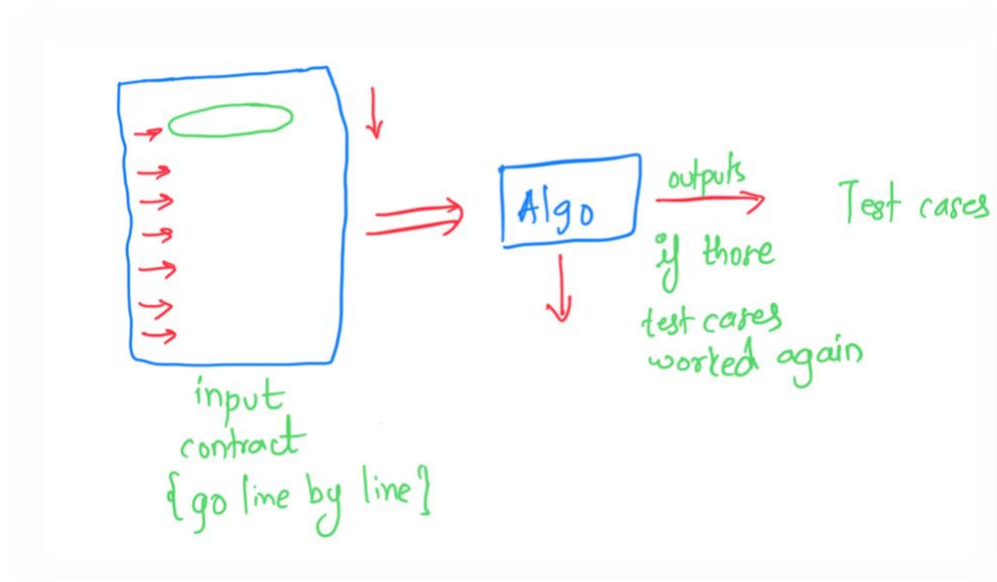 input
contract
{go line by line}
Algo
outputs
if those
test cases
worked again
Test cases